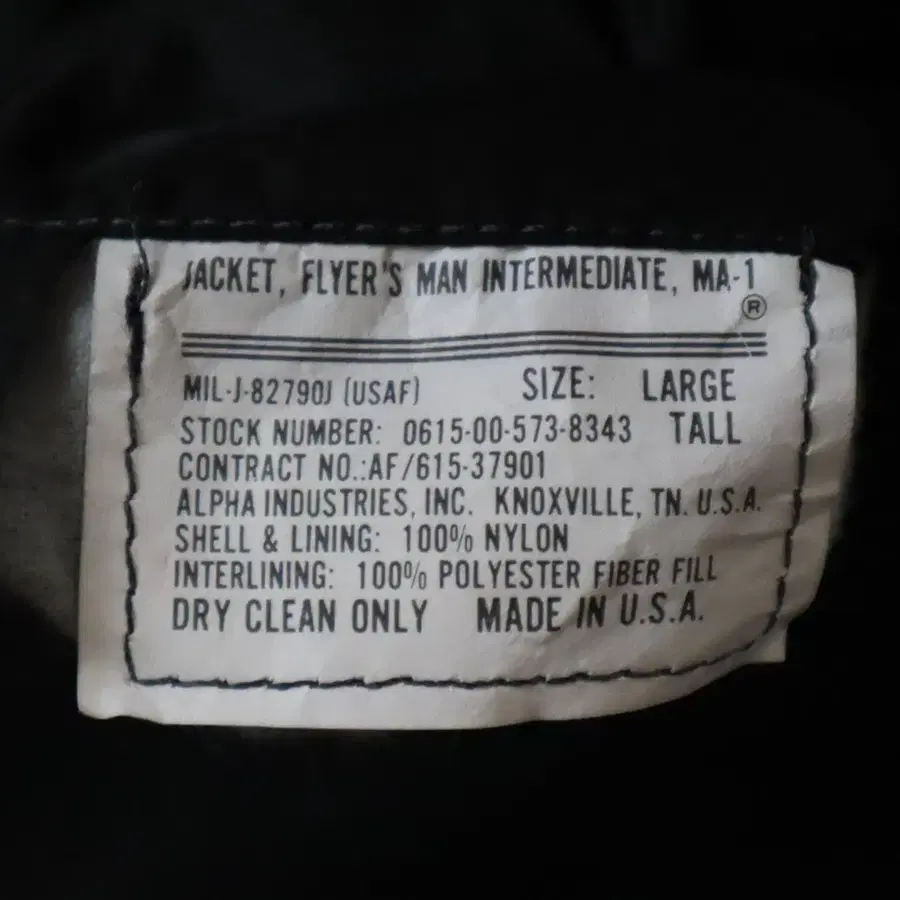 JACKET, FLYER'S MAN INTERMEDIATE, MA-1
®
MIL-J-82790J (USAF) SIZE: LARGE
STOCK NUMBER: 0615-00-573-8343 TALL
CONTRACT NO.:AF/615-37901
ALPHA INDUSTRIES, INC. KNOXVILLE, TN. U.S.A.
SHELL & LINING: 100% NYLON
INTERLINING: 100% POLYESTER FIBER FILL
DRY CLEAN ONLY MADE IN U.S.A.